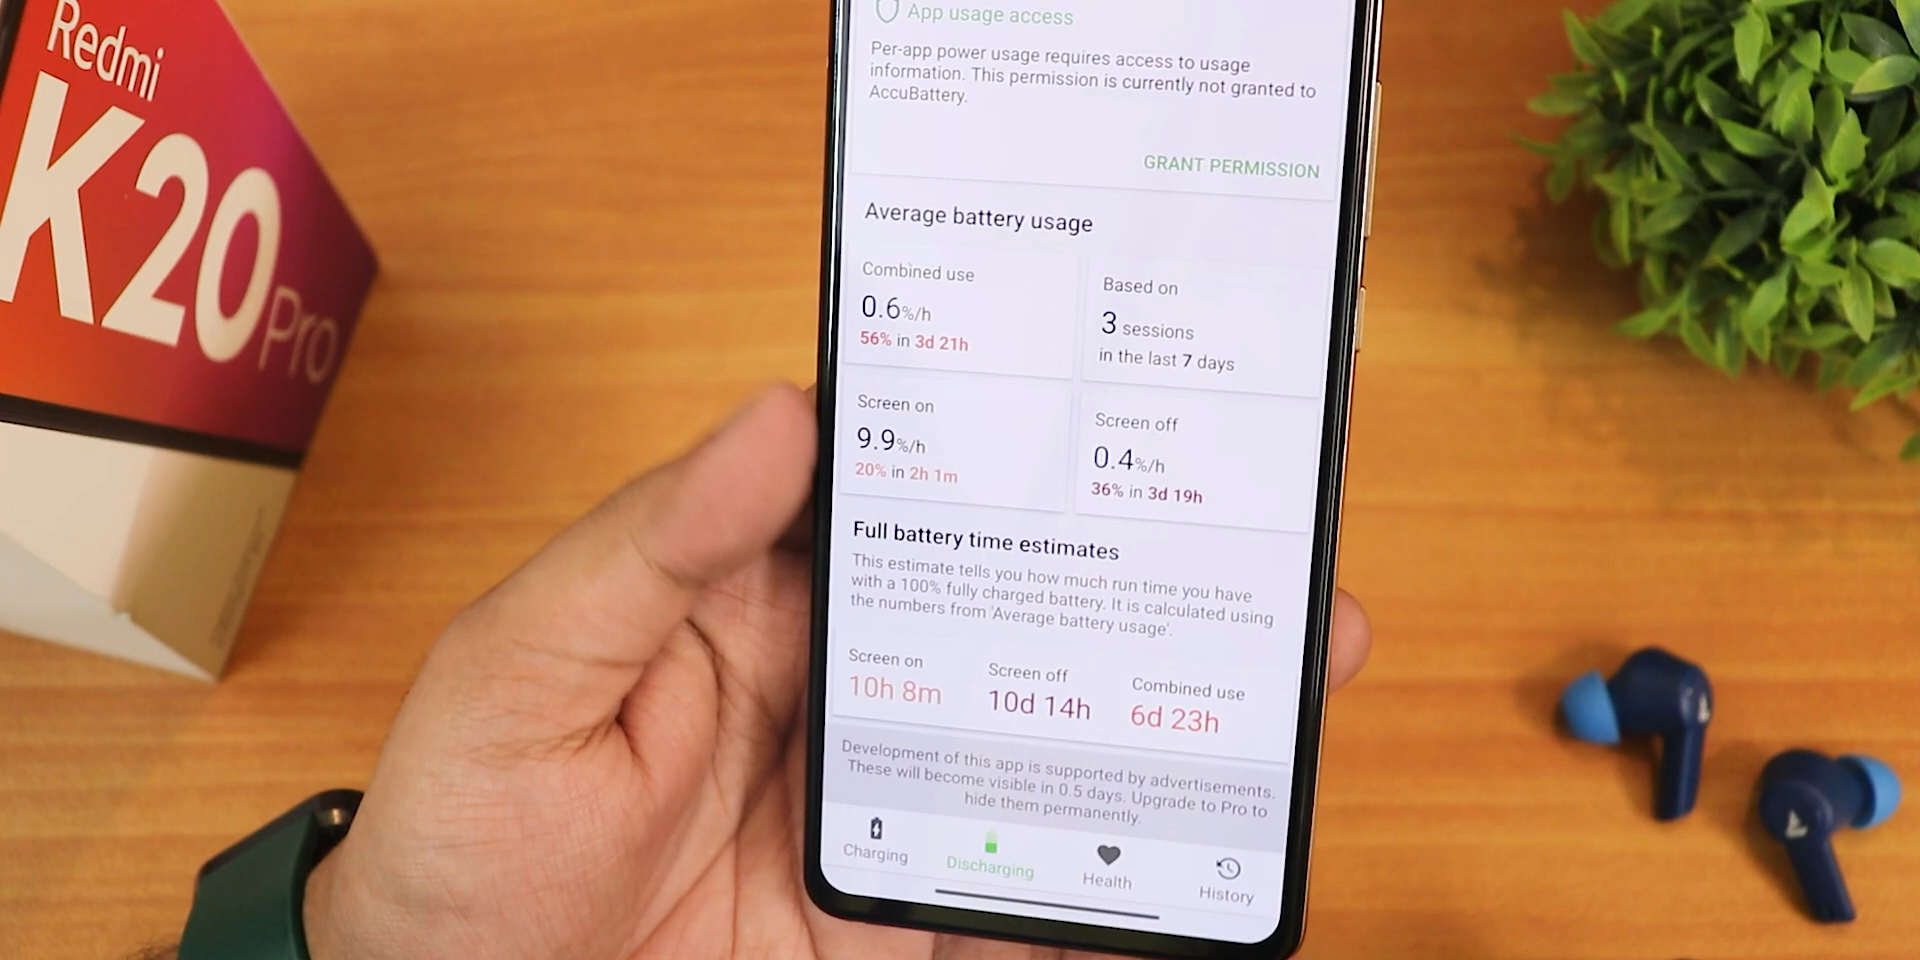 Redmi
K20 Pro
App usage access
Per-app power usage requires access to usage
information. This permission is currently not granted to
AccuBattery.
GRANT PERMISSION
Average battery usage
Combined use
0.6%/h
56% in 3d 21h
Based on
3 sessions
in the last 7 days
Screen on
9.9%/h
20% in 2h 1m
Screen off
0.4%/h
36% in 3d 19h
Full battery time estimates
This estimate tells you how much run time you have
with a 100% fully charged battery. It is calculated using
the numbers from 'Average battery usage'.
Screen on
10h 8m
Screen off
10d 14h
Combined use
6d 23h
Development of this app is supported by advertisements.
These will become visible in 0.5 days. Upgrade to Pro to
hide them permanently.
Charging
Discharging
Health
History